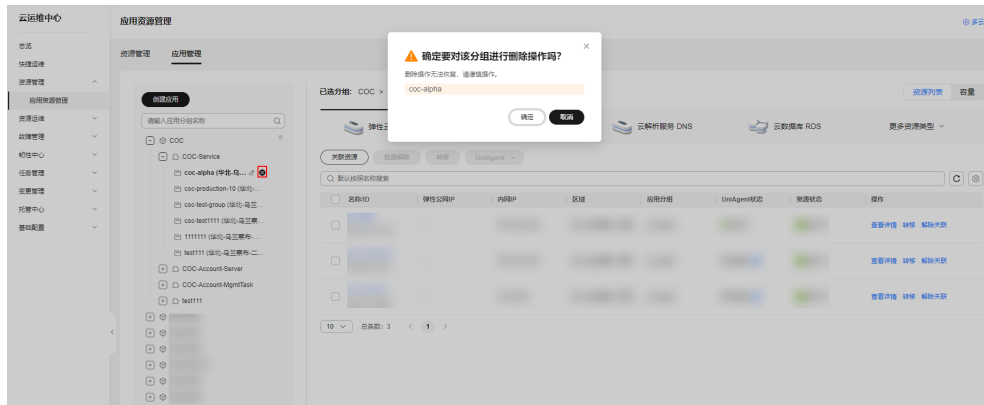 云运维中心
应用资源管理
总览
快捷运维
资源管理
应用资源管理
资源运维
故障管理
韧性中心
任务管理
变更管理
托管中心
基础配置
资源管理
应用管理
创建应用
请输入应用分组名称
COC
COC-Service
coc-alpha (华北-乌...
coc-production-10 (华北-...
coc-test-group (华北-乌兰...
coc-test1111 (华北-乌兰察...
1111111 (华北-乌兰察布-...
test111 (华北-乌兰察布-二...
COC-Account-Server
COC-Account-MgmtTask
test111
确定要对该分组进行删除操作吗?
删除操作无法恢复,请谨慎操作。
coc-alpha
确定
取消
已选分组: COC >
资源列表
容量
弹性云
云解析服务 DNS
云数据库 RDS
更多资源类型
关联资源
批量解除
转移
UniAgent
默认按照名称搜索
名称/ID 弹性公网IP 内网IP 区域 应用分组 UniAgent状态 资源状态 操作
查看详情 转移 解除关联
查看详情 转移 解除关联
查看详情 转移 解除关联
10 总条数: 3 < 1 >